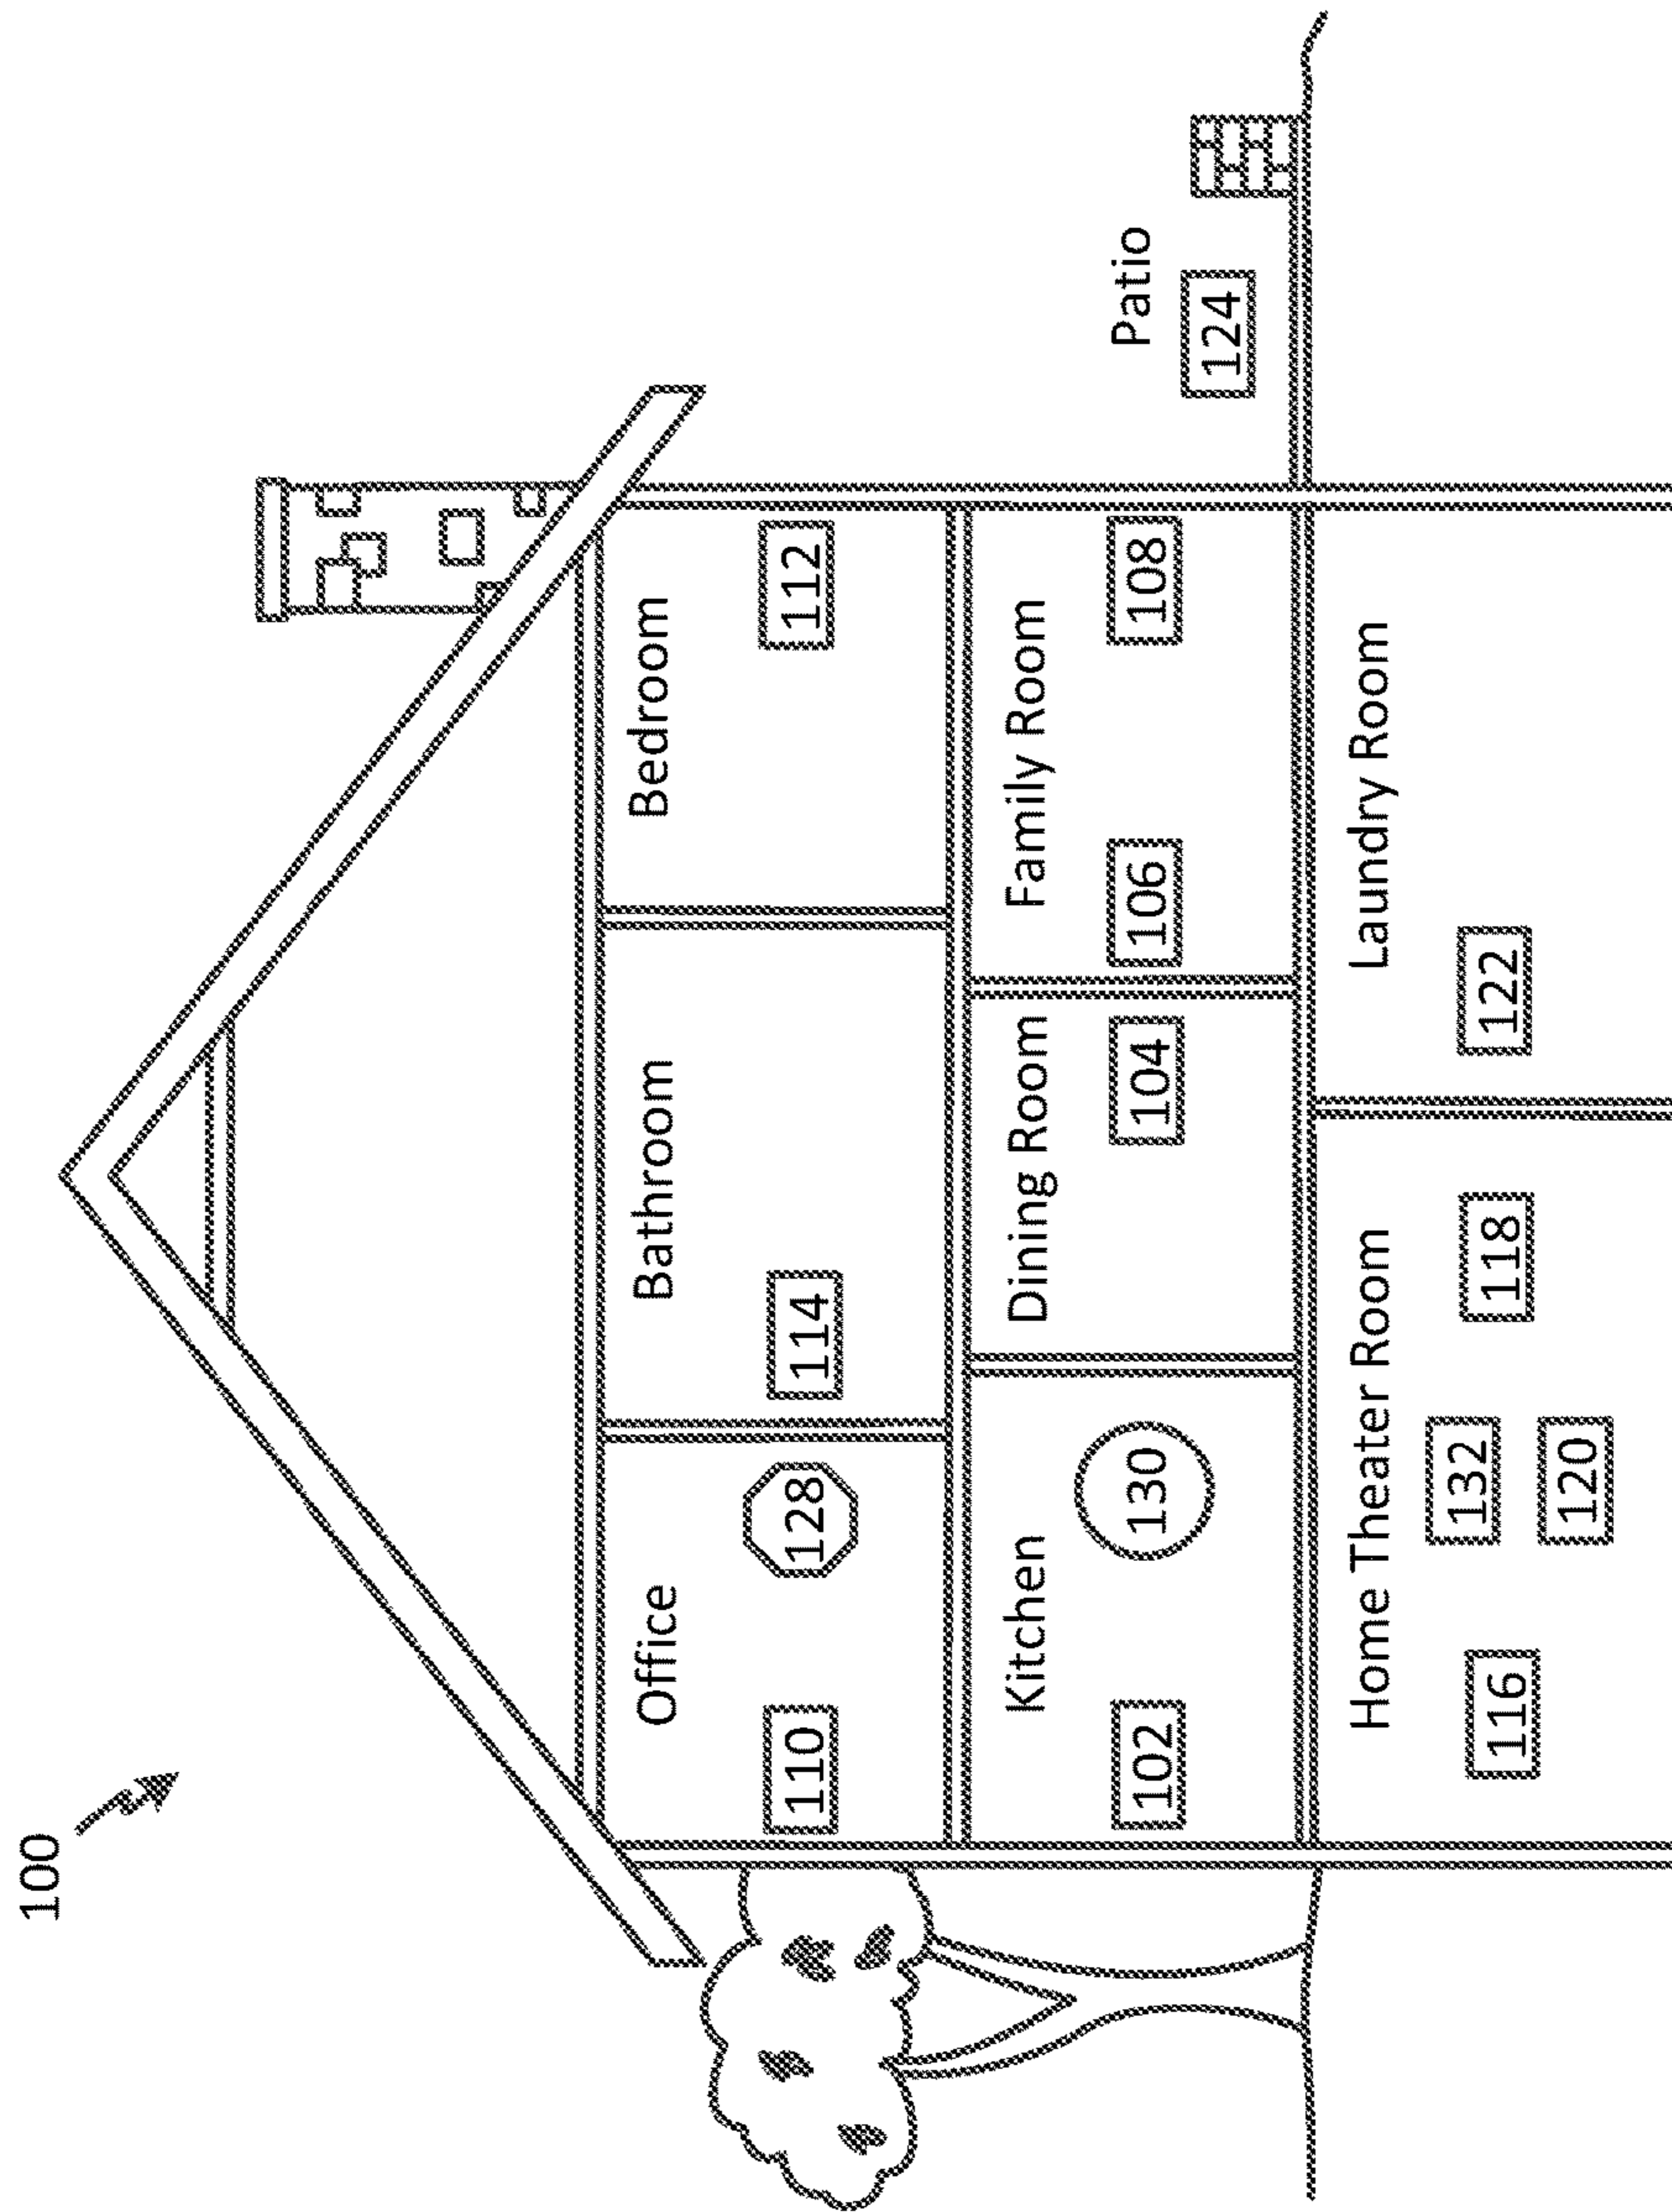 100
Office
Bathroom
Bedroom
110
128
114
112
Kitchen
Dining Room
Family Room
Patio
102
130
104
106
108
124
Home Theater Room
Laundry Room
116
132
120
118
122